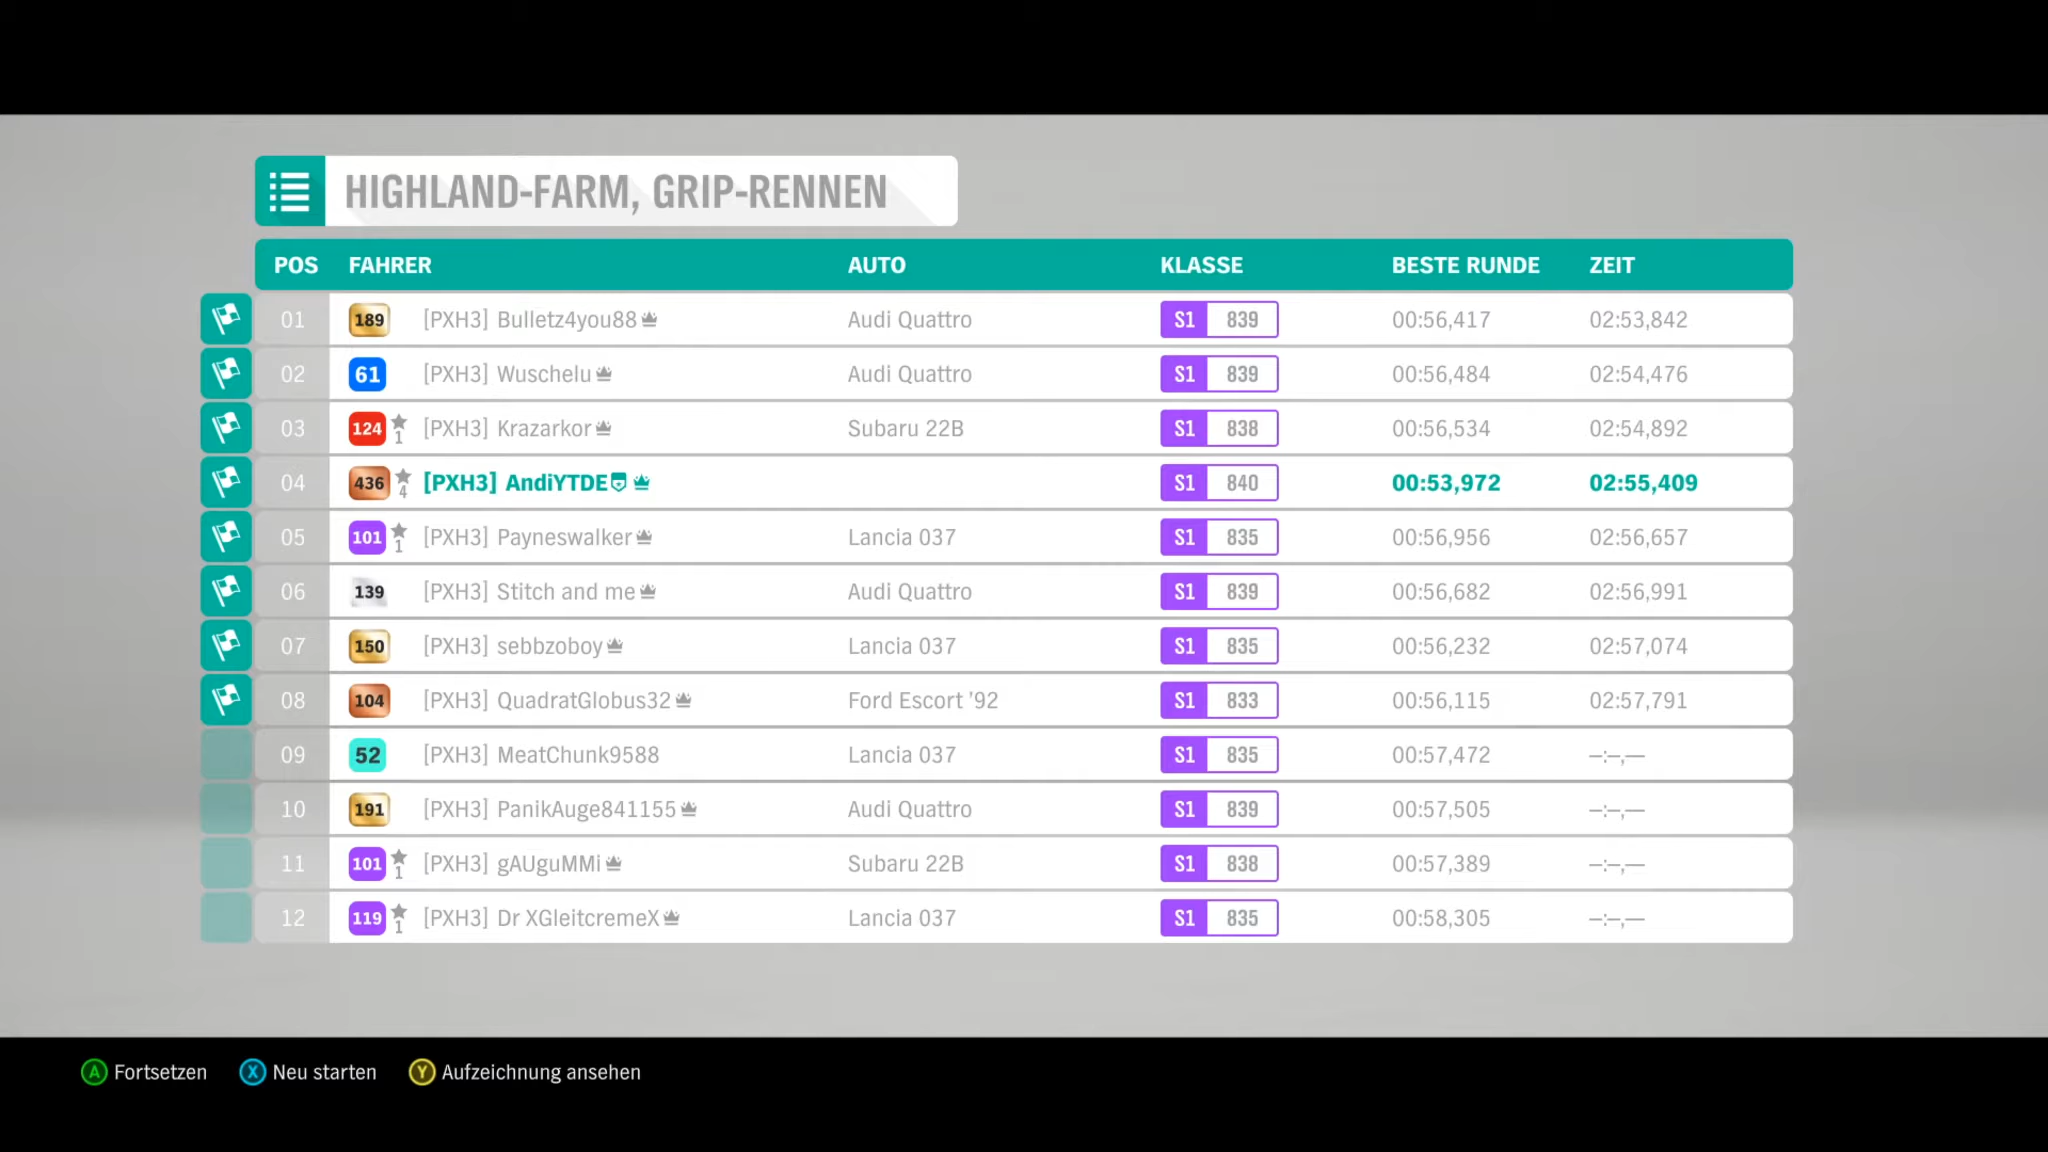 HIGHLAND-FARM, GRIP-RENNEN
POS FAHRER AUTO KLASSE BESTE RUNDE ZEIT
01 189 [PXH3] Bulletz4you88 Audi Quattro S1 839 00:56,417 02:53,842
02 61 [PXH3] Wuschelu Audi Quattro S1 839 00:56,484 02:54,476
03 124 1 [PXH3] Krazarkor Subaru 22B S1 838 00:56,534 02:54,892
04 436 4 [PXH3] AndiYTDE S1 840 00:53,972 02:55,409
05 101 1 [PXH3] Payneswalker Lancia 037 S1 835 00:56,956 02:56,657
06 139 [PXH3] Stitch and me Audi Quattro S1 839 00:56,682 02:56,991
07 150 [PXH3] sebbzoboy Lancia 037 S1 835 00:56,232 02:57,074
08 104 [PXH3] QuadratGlobus32 Ford Escort ’92 S1 833 00:56,115 02:57,791
09 52 [PXH3] MeatChunk9588 Lancia 037 S1 835 00:57,472 –:–,––
10 191 [PXH3] PanikAuge841155 Audi Quattro S1 839 00:57,505 –:–,––
11 101 1 [PXH3] gAUguMMi Subaru 22B S1 838 00:57,389 –:–,––
12 119 1 [PXH3] Dr XGleitcremeX Lancia 037 S1 835 00:58,305 –:–,––
A Fortsetzen X Neu starten Y Aufzeichnung ansehen